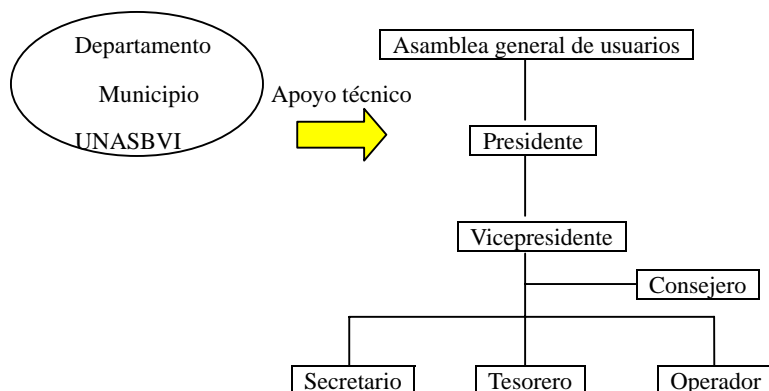 Departamento
Municipio
UNASBVI
Apoyo técnico
Asamblea general de usuarios
Presidente
Vicepresidente
Consejero
Secretario
Tesorero
Operador